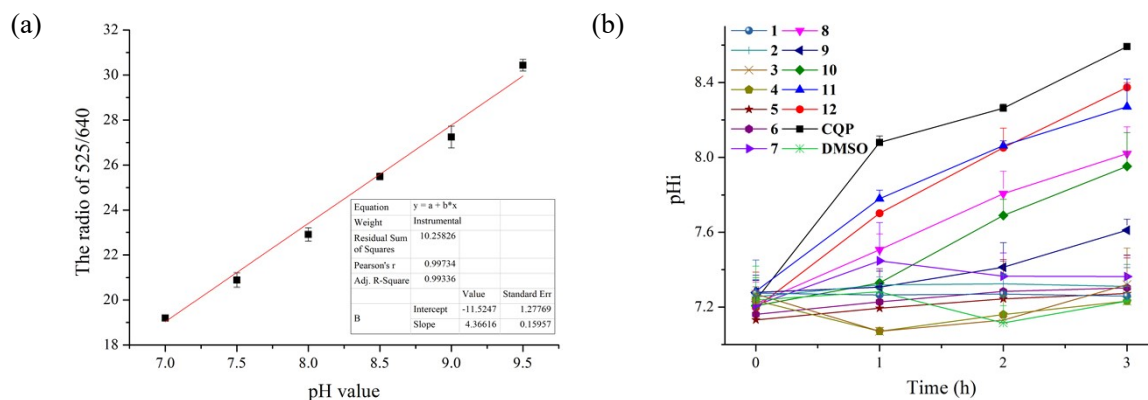 (a)
The radio of 525/640
32
30
28
26
24
22
20
18
7.0 7.5 8.0 8.5 9.0 9.5
pH value
Equation y = a + b*x
Weight Instrumental
Residual Sum of Squares 10.25826
Pearson's r 0.99734
Adj. R-Square 0.99336
Value Standard Err
B Intercept -11.5247 1.27769
Slope 4.36616 0.15957
(b)
pHi
8.4
8.0
7.6
7.2
0 1 2 3
Time (h)
1 8
2 9
3 10
4 11
5 12
6 CQP
7 DMSO